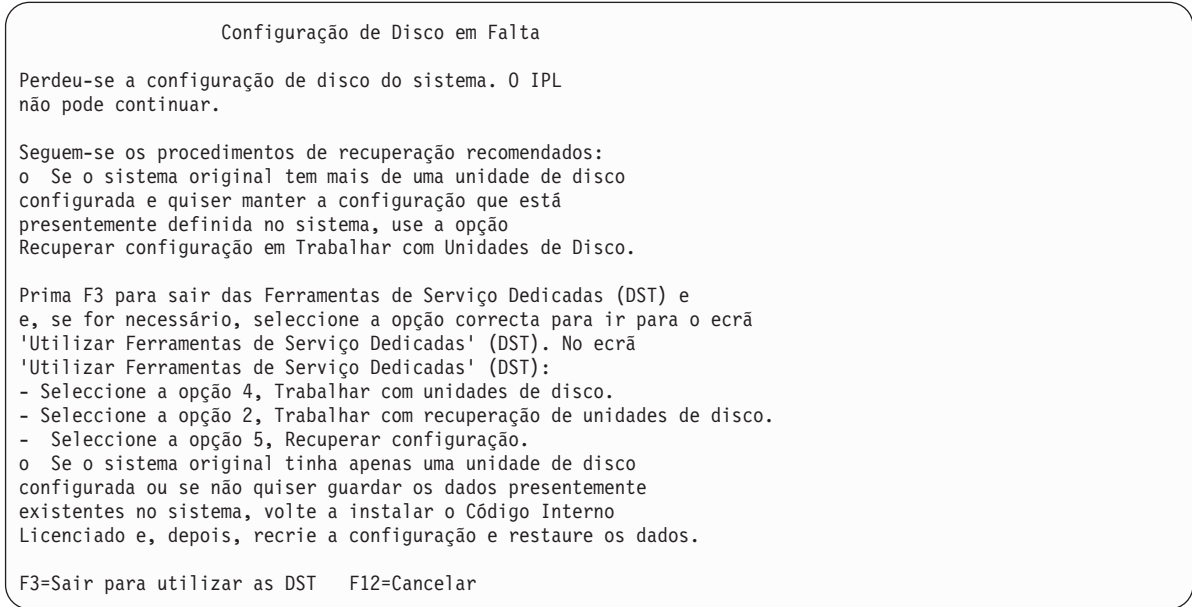 Configuração de Disco em Falta
Perdeu-se a configuração de disco do sistema. O IPL
não pode continuar.
Seguem-se os procedimentos de recuperação recomendados:
o  Se o sistema original tem mais de uma unidade de disco
configurada e quiser manter a configuração que está
presentemente definida no sistema, use a opção
Recuperar configuração em Trabalhar com Unidades de Disco.
Prima F3 para sair das Ferramentas de Serviço Dedicadas (DST) e
e, se for necessário, seleccione a opção correcta para ir para o ecrã
'Utilizar Ferramentas de Serviço Dedicadas' (DST). No ecrã
'Utilizar Ferramentas de Serviço Dedicadas' (DST):
- Seleccione a opção 4, Trabalhar com unidades de disco.
- Seleccione a opção 2, Trabalhar com recuperação de unidades de disco.
-  Seleccione a opção 5, Recuperar configuração.
o  Se o sistema original tinha apenas uma unidade de disco
configurada ou se não quiser guardar os dados presentemente
existentes no sistema, volte a instalar o Código Interno
Licenciado e, depois, recrie a configuração e restaure os dados.
F3=Sair para utilizar as DST   F12=Cancelar